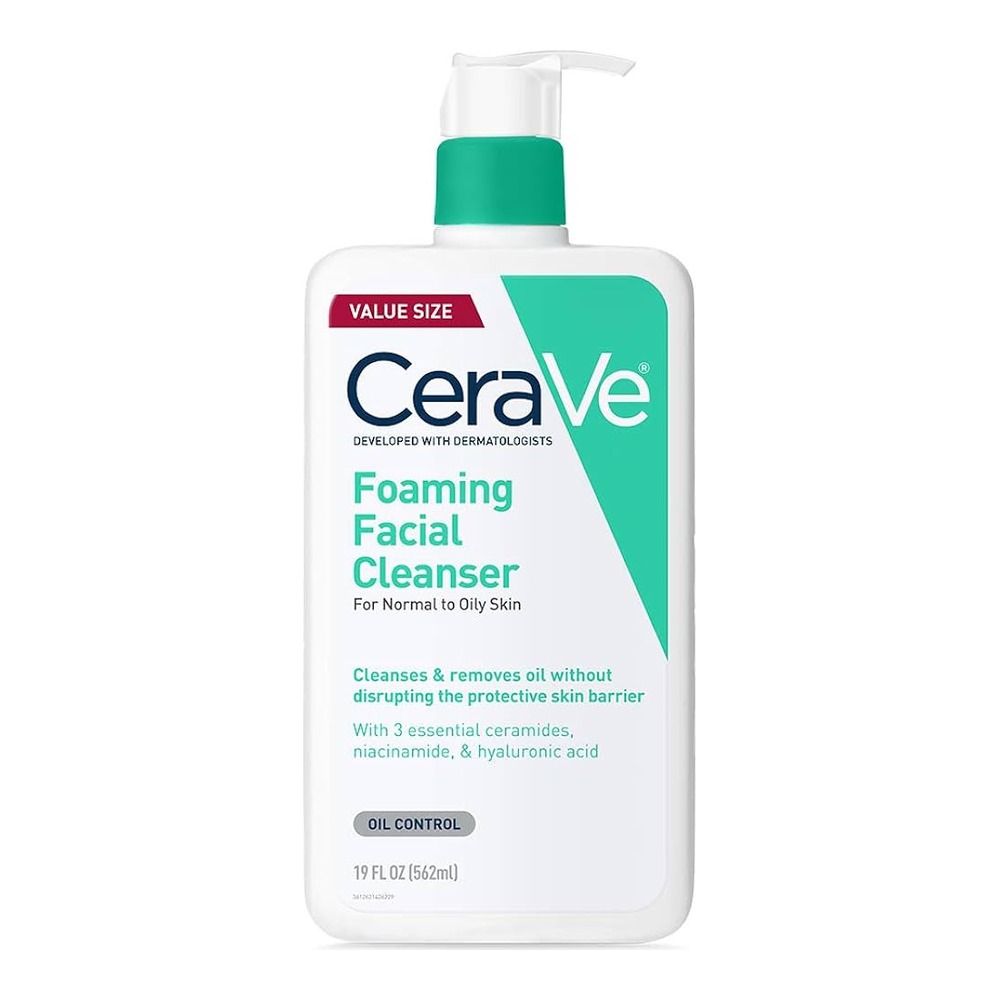 VALUE SIZE
CeraVe®
DEVELOPED WITH DERMATOLOGISTS
Foaming
Facial
Cleanser
For Normal to Oily Skin
Cleanses & removes oil without
disrupting the protective skin barrier
With 3 essential ceramides,
niacinamide, & hyaluronic acid
OIL CONTROL
19 FL OZ (562ml)